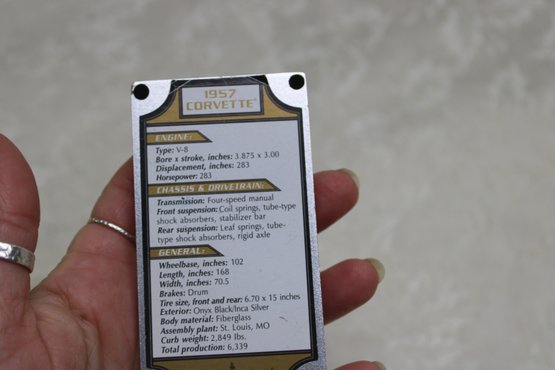 1957
CORVETTE®
ENGINE:
Type: V-8
Bore x stroke, inches: 3.875 x 3.00
Displacement, inches: 283
Horsepower: 283
CHASSIS & DRIVETRAIN:
Transmission: Four-speed manual
Front suspension: Coil springs, tube-type
shock absorbers, stabilizer bar
Rear suspension: Leaf springs, tube-
type shock absorbers, rigid axle
GENERAL:
Wheelbase, inches: 102
Length, inches: 168
Width, inches: 70.5
Brakes: Drum
Tire size, front and rear: 6.70 x 15 inches
Exterior: Onyx Black/Inca Silver
Body material: Fiberglass
Assembly plant: St. Louis, MO
Curb weight: 2,849 lbs.
Total production: 6,339